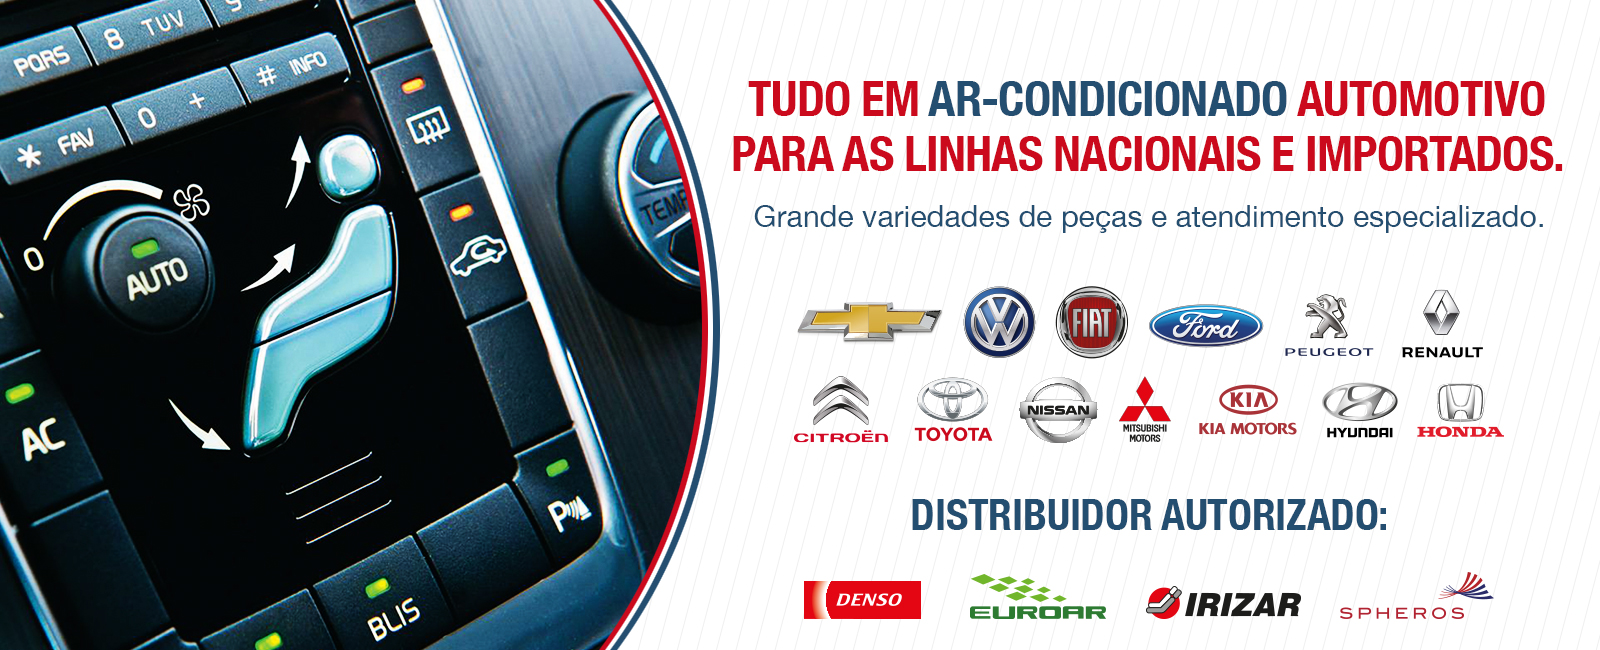 PQRS
8 TUV
9
* FAV
0 +
# INFO
0
AUTO
TEMP
AC
BLIS
P
TUDO EM AR-CONDICIONADO AUTOMOTIVO
PARA AS LINHAS NACIONAIS E IMPORTADOS.
Grande variedades de peças e atendimento especializado.
VW
FIAT
Ford
PEUGEOT
RENAULT
CITROËN
TOYOTA
NISSAN
MITSUBISHI
MOTORS
KIA
KIA MOTORS
HYUNDAI
HONDA
DISTRIBUIDOR AUTORIZADO:
DENSO
EUROAR
IRIZAR
SPHEROS